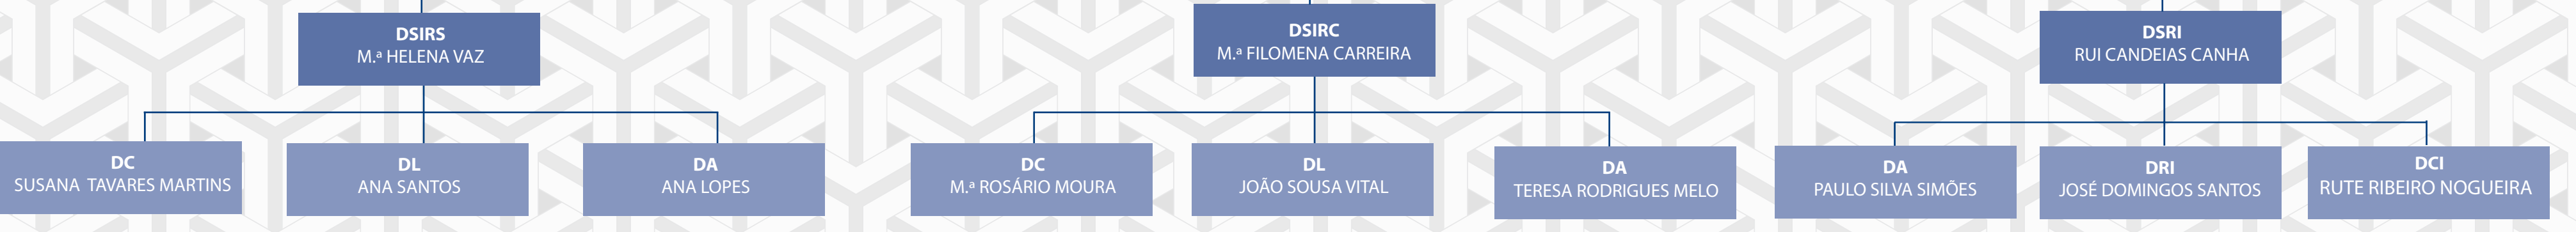 DSIRS
M.ª HELENA VAZ
DSIRC
M.ª FILOMENA CARREIRA
DSRI
RUI CANDEIAS CANHA
DC
SUSANA TAVARES MARTINS
DL
ANA SANTOS
DA
ANA LOPES
DC
M.ª ROSÁRIO MOURA
DL
JOÃO SOUSA VITAL
DA
TERESA RODRIGUES MELO
DA
PAULO SILVA SIMÕES
DRI
JOSÉ DOMINGOS SANTOS
DCI
RUTE RIBEIRO NOGUEIRA